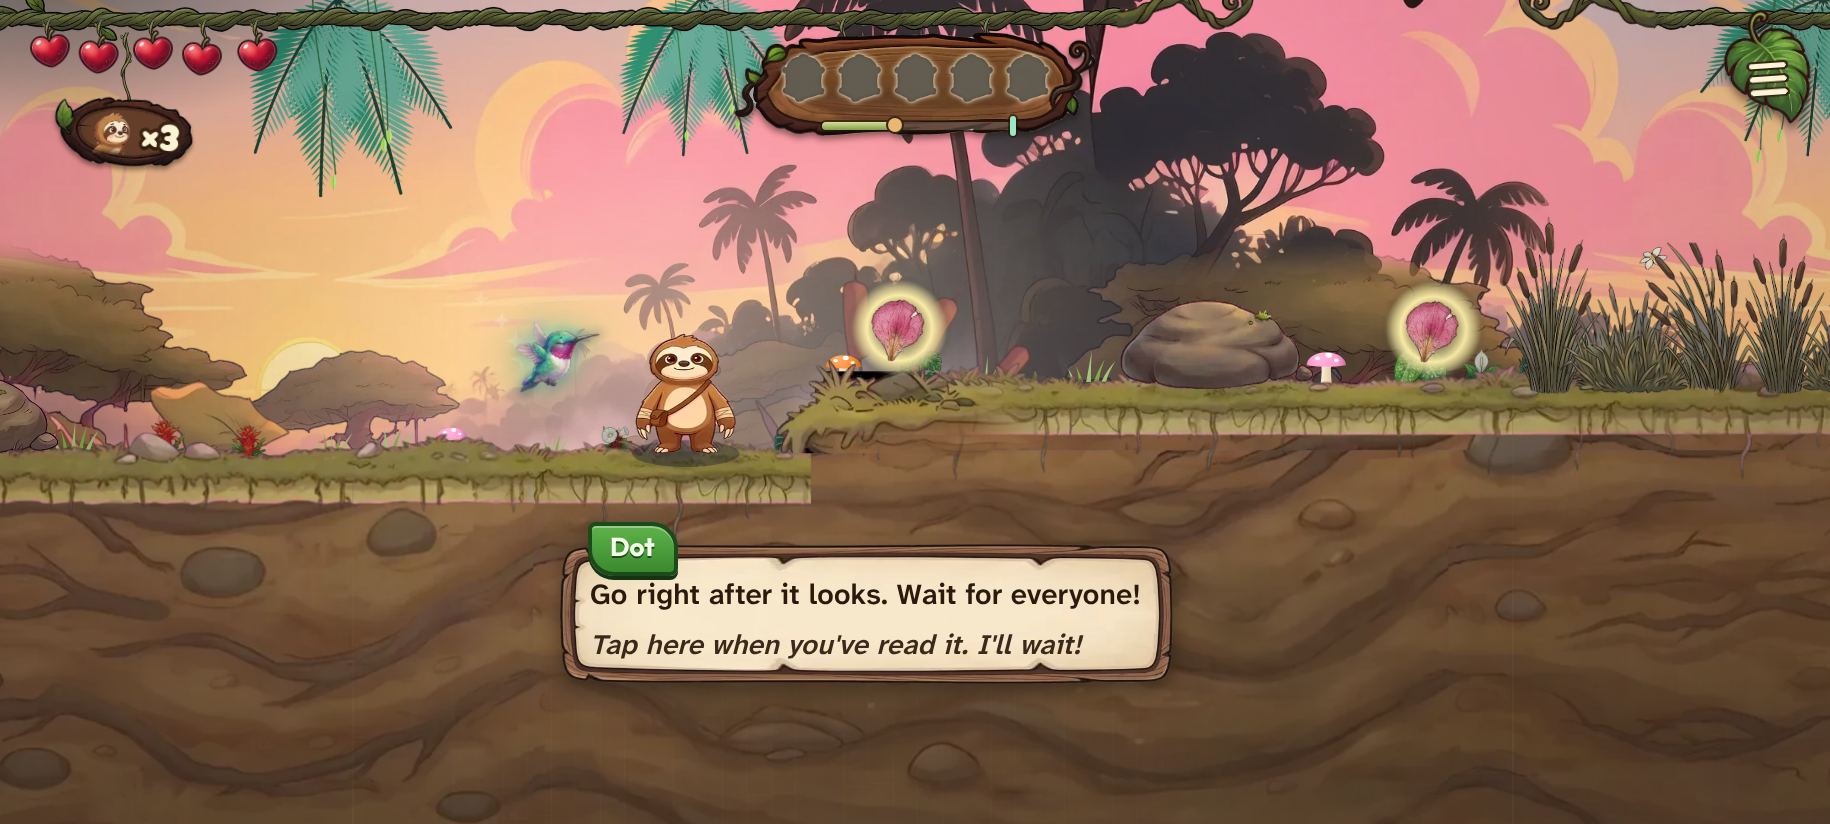 ×3
Dot
Go right after it looks. Wait for everyone!
Tap here when you've read it. I'll wait!